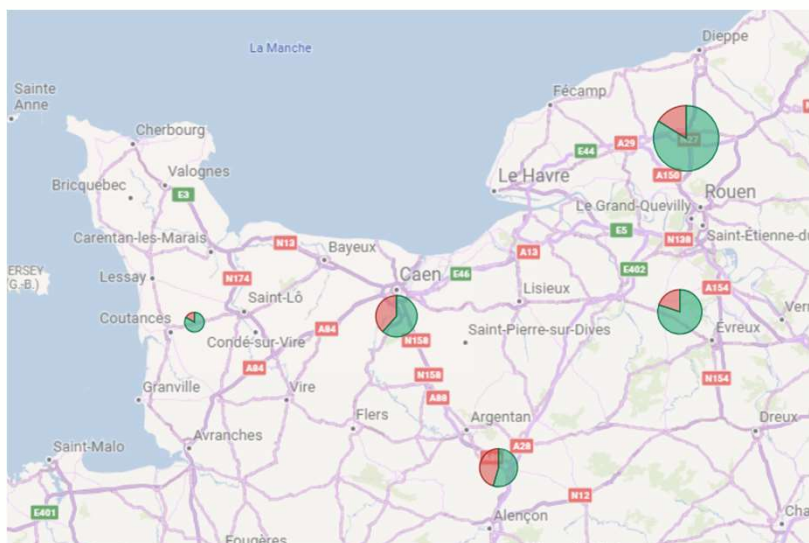 La Manche
Dieppe
Sainte
Anne
Fécamp
Cherbourg
A29
E44
A150
Valognes
Le Havre
Bricquebec
E3
Rouen
Le Grand-Quevilly
E5
Saint-Étienne-du
N138
Carentan-les-Marais
N13
Bayeux
A13
ERSEY
(G.-B.)
Lessay
N174
Caen
E46
E402
A154
Saint-Lô
Lisieux
Coutances
Condé-sur-Vire
A84
N158
Saint-Pierre-sur-Dives
Évreux
Vern
A84
N158
N154
Granville
Vire
A88
Flers
Argentan
Dreux
Avranches
A28
Saint-Malo
N12
E401
Alençon
Cha
Fougères